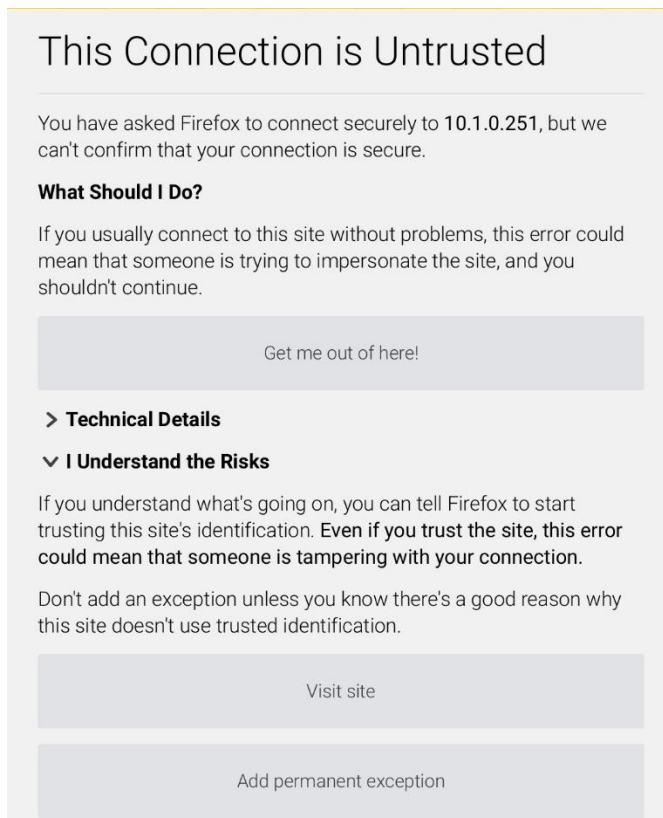 This Connection is Untrusted
You have asked Firefox to connect securely to 10.1.0.251, but we
can't confirm that your connection is secure.
What Should I Do?
If you usually connect to this site without problems, this error could
mean that someone is trying to impersonate the site, and you
shouldn't continue.
Get me out of here!
Technical Details
I Understand the Risks
If you understand what's going on, you can tell Firefox to start
trusting this site's identification. Even if you trust the site, this error
could mean that someone is tampering with your connection.
Don't add an exception unless you know there's a good reason why
this site doesn't use trusted identification.
Visit site
Add permanent exception